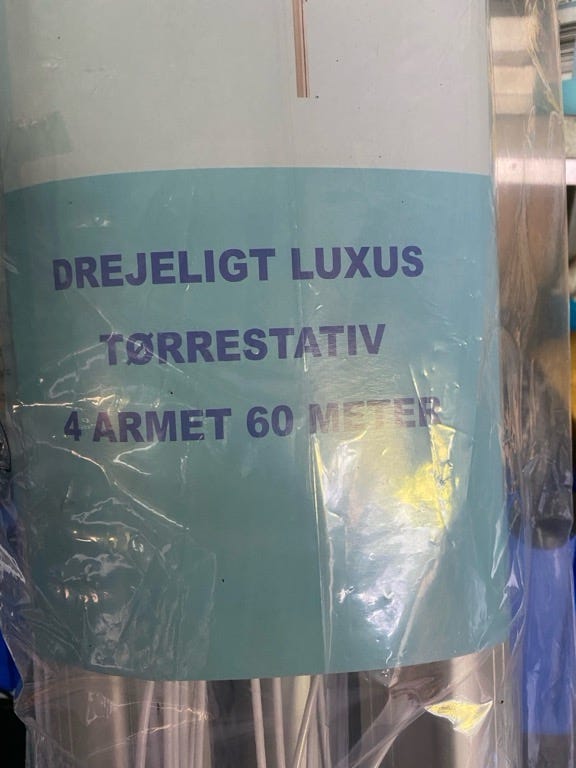 DREJELIGT LUXUS
TØRRESTATIV
4 ARMET 60 METER